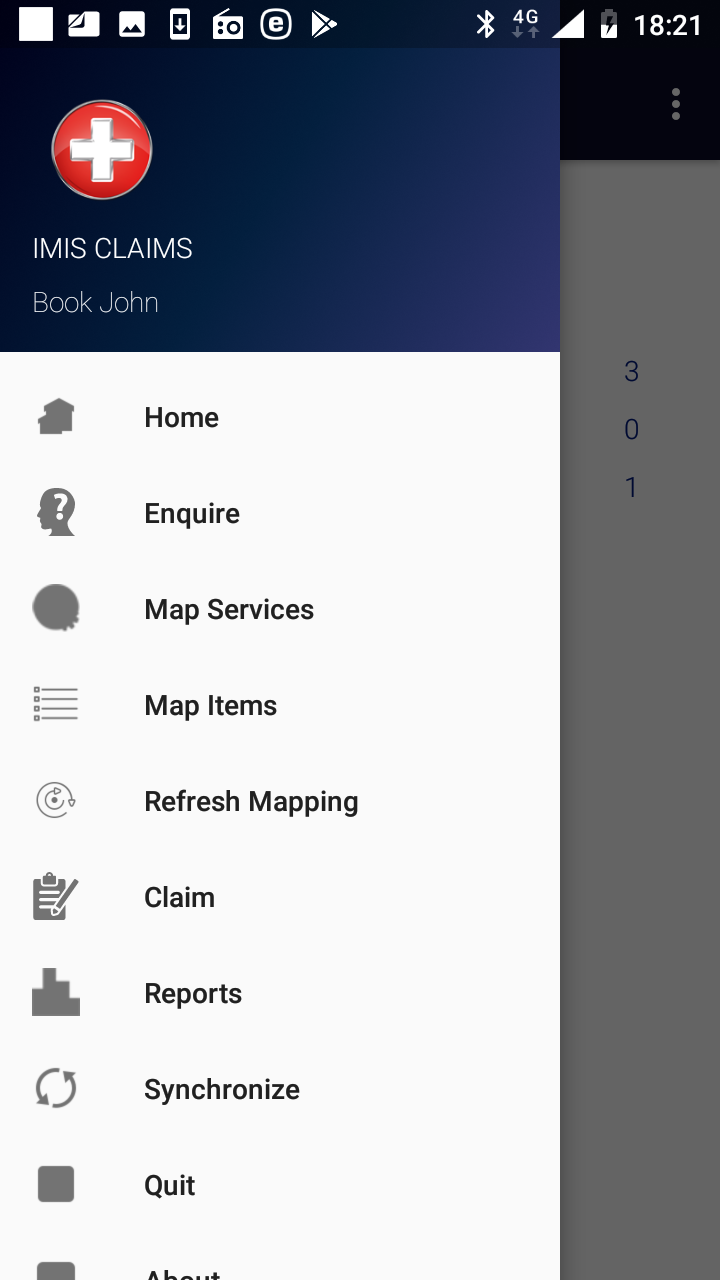 4G 18:21
IMIS CLAIMS
Book John
3
0
1
Home
Enquire
Map Services
Map Items
Refresh Mapping
Claim
Reports
Synchronize
Quit
About